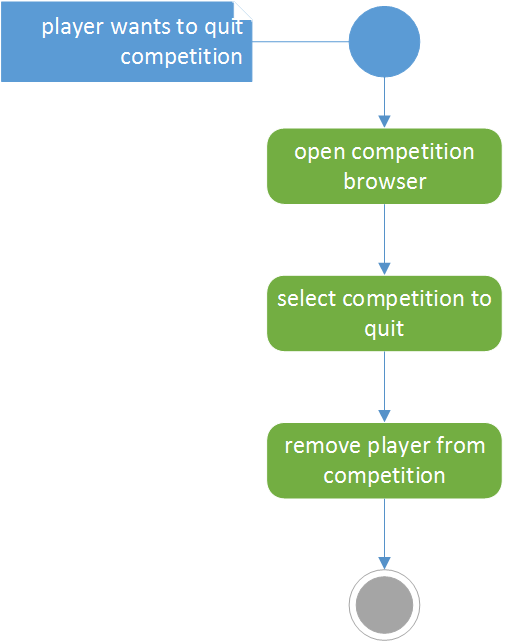 player wants to quit
competition
open competition
browser
select competition to
quit
remove player from
competition